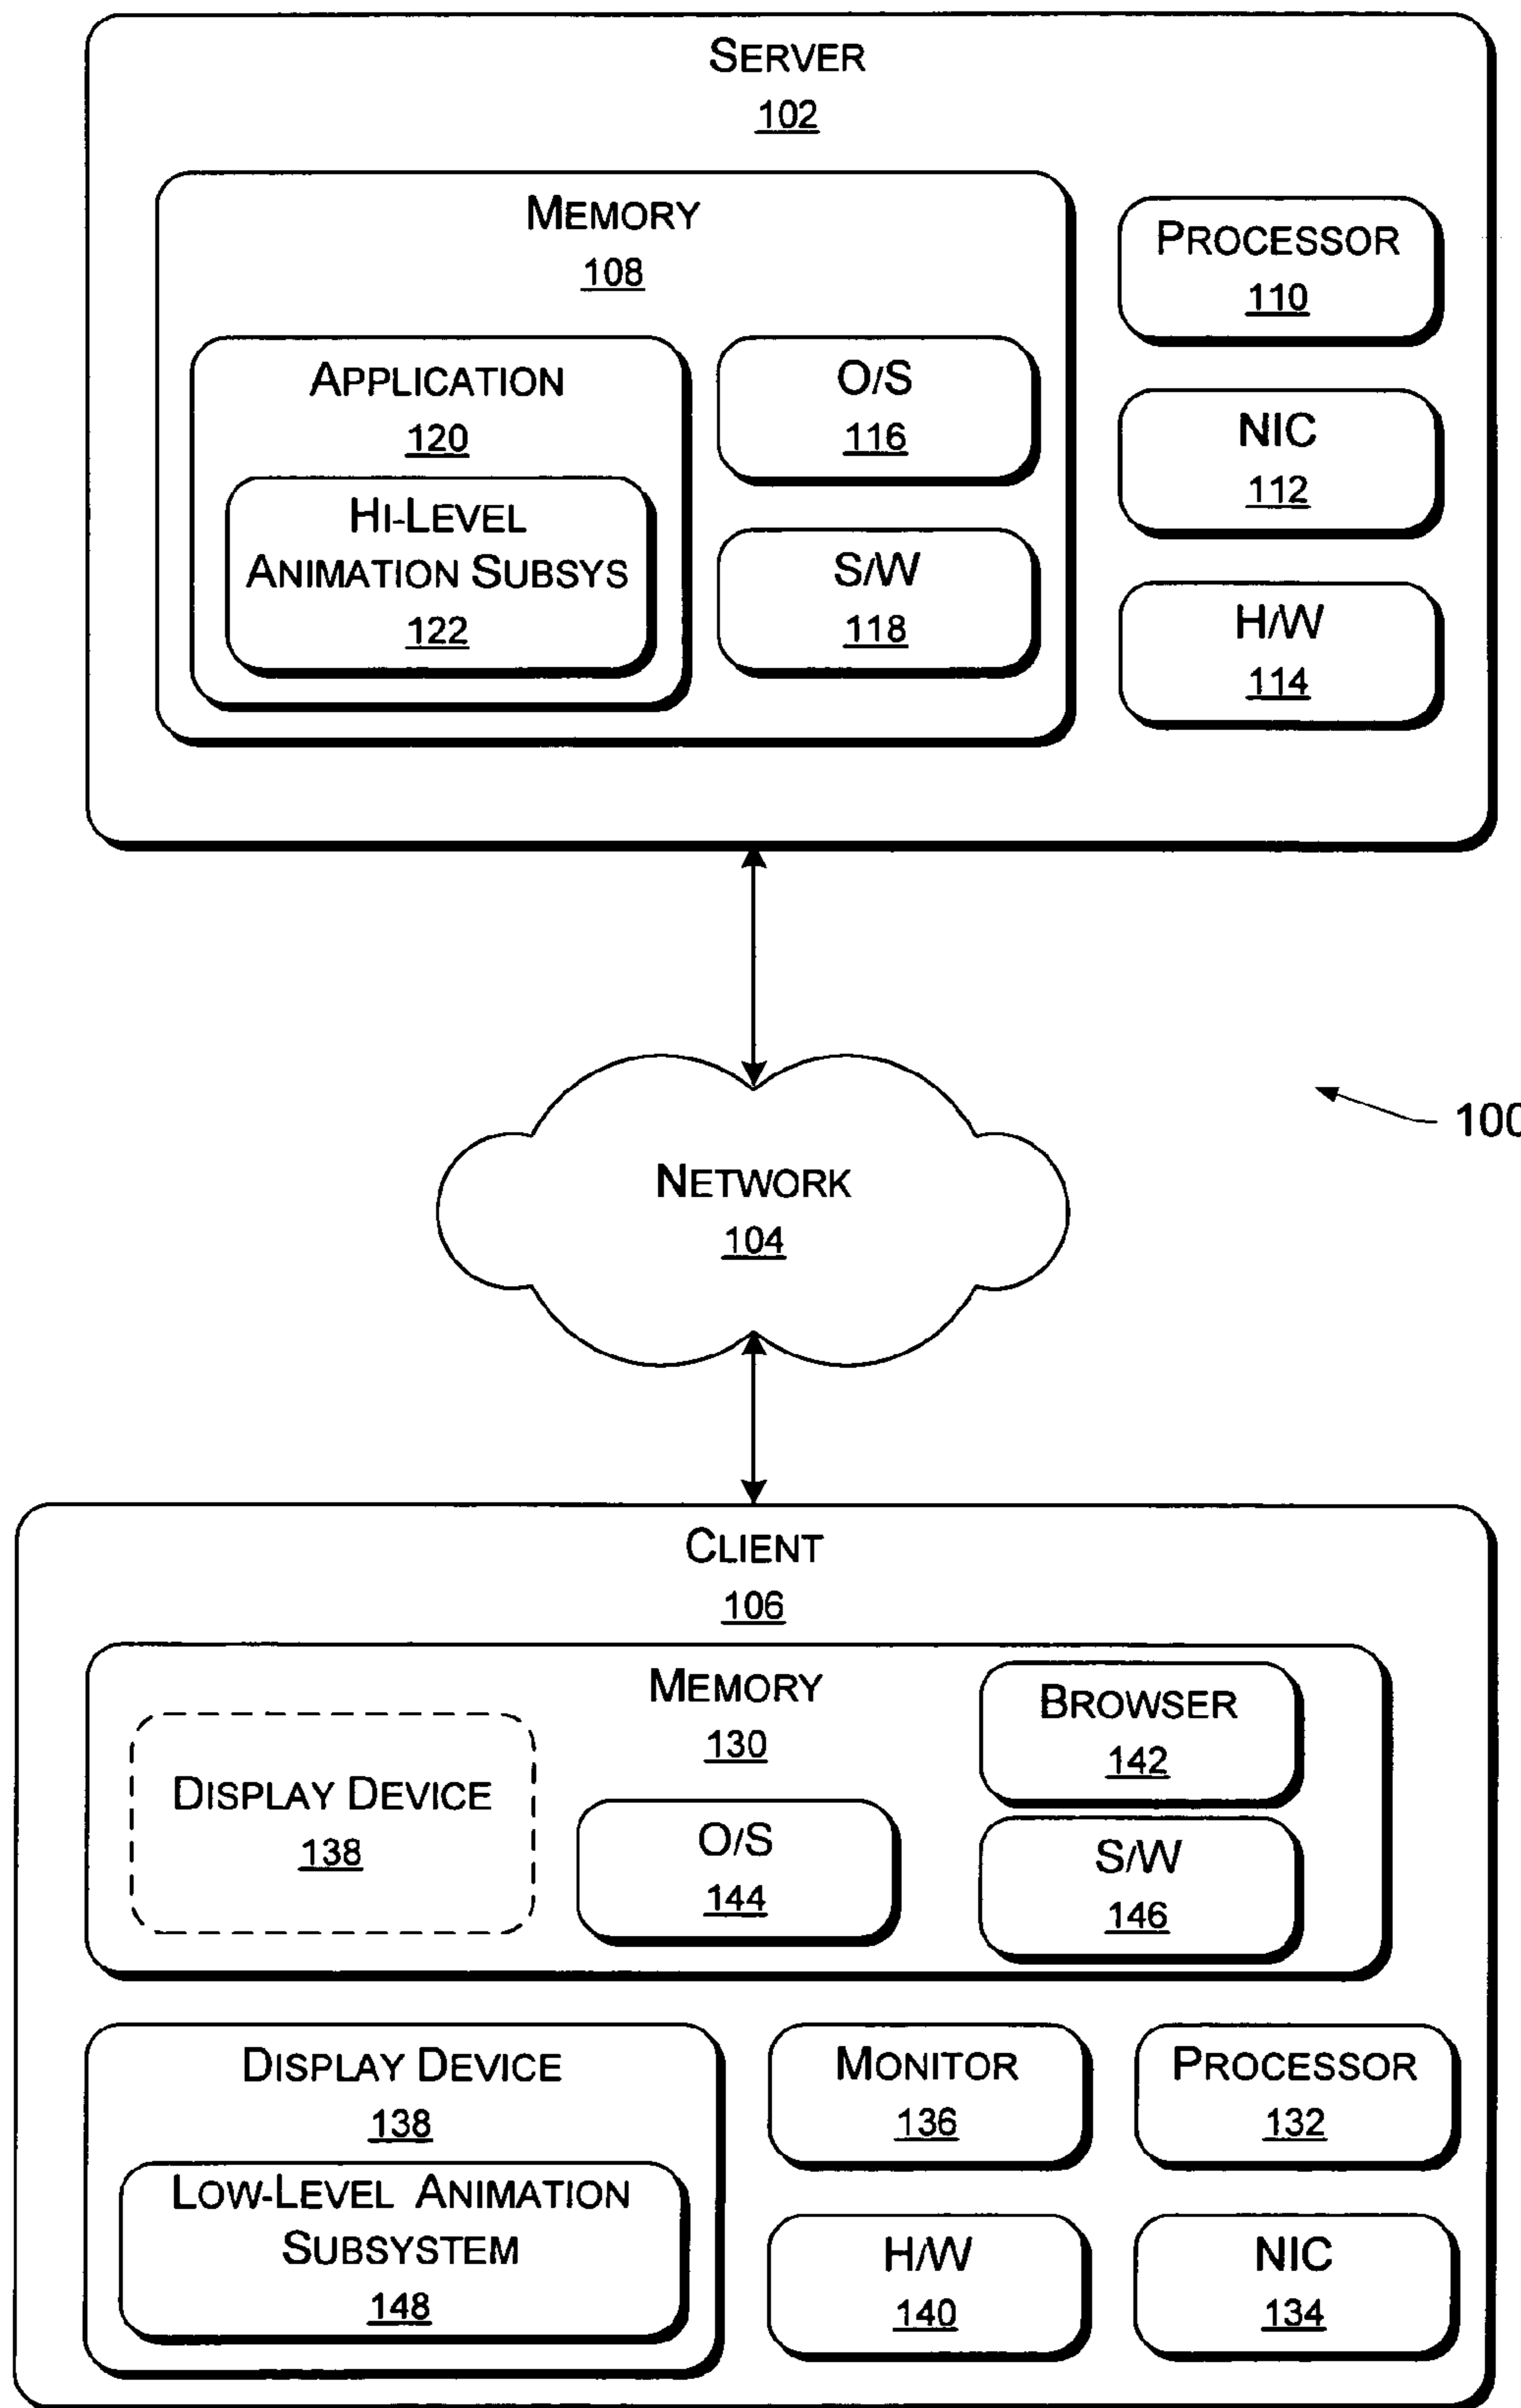 SERVER
102
MEMORY
108
PROCESSOR
110
APPLICATION
120
O/S
116
NIC
112
HI-LEVEL
ANIMATION SUBSYS
122
S/W
118
H/W
114
100
NETWORK
104
CLIENT
106
MEMORY
130
BROWSER
142
DISPLAY DEVICE
138
O/S
144
S/W
146
DISPLAY DEVICE
138
MONITOR
136
PROCESSOR
132
LOW-LEVEL ANIMATION
SUBSYSTEM
148
H/W
140
NIC
134